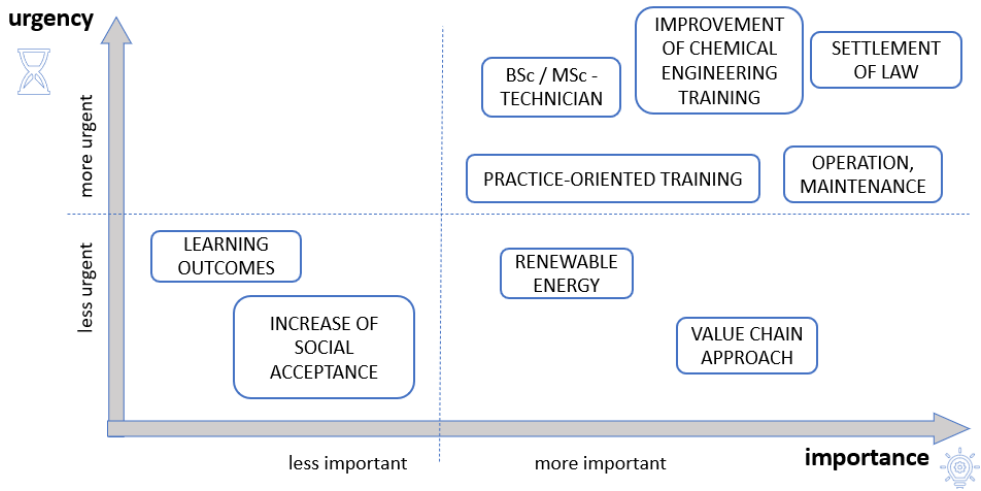 urgency
IMPROVEMENT
OF CHEMICAL
ENGINEERING
TRAINING
SETTLEMENT
OF LAW
BSc / MSc -
TECHNICIAN
more urgent
PRACTICE-ORIENTED TRAINING
OPERATION,
MAINTENANCE
less urgent
LEARNING
OUTCOMES
RENEWABLE
ENERGY
INCREASE OF
SOCIAL
ACCEPTANCE
VALUE CHAIN
APPROACH
less important
more important
importance